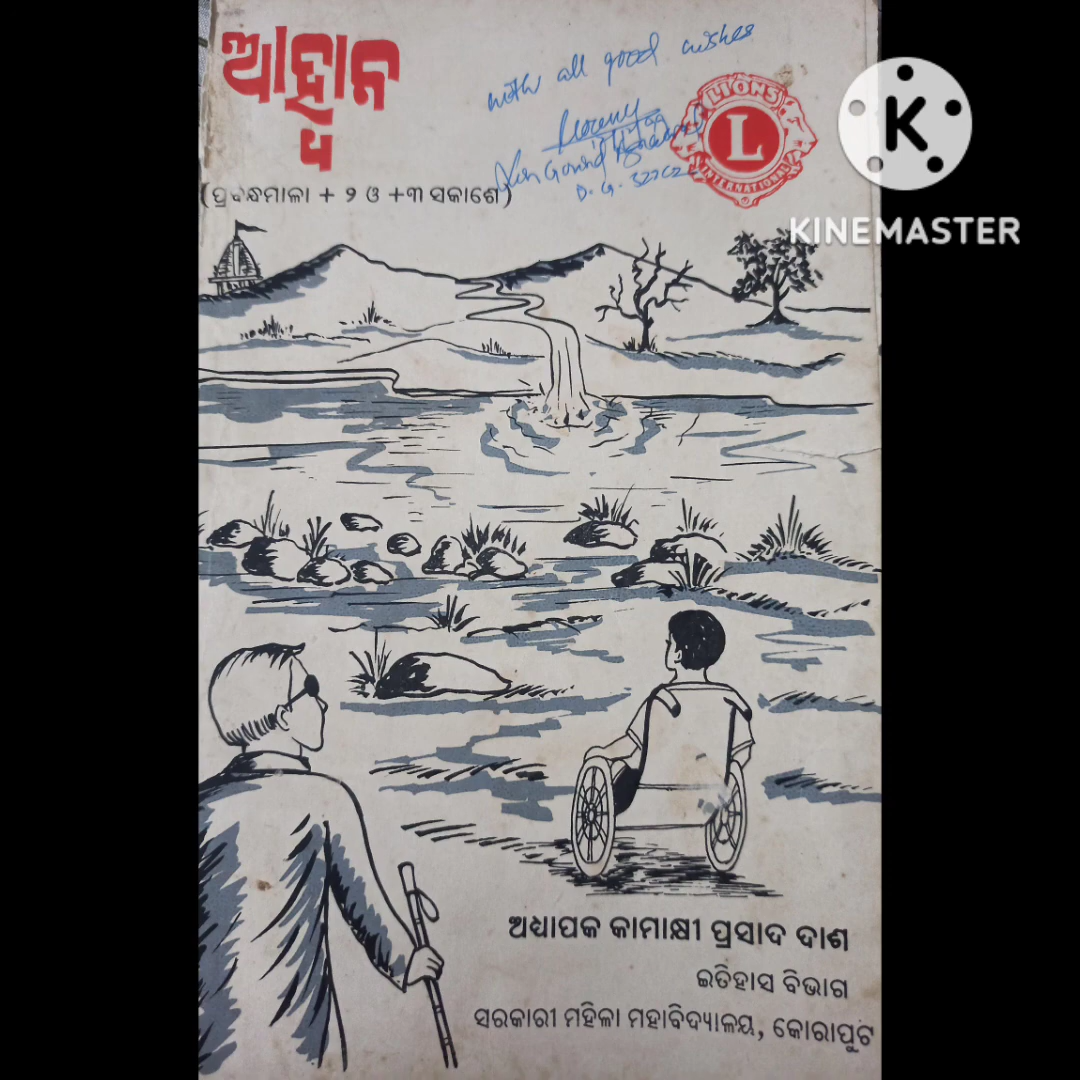 ଆହ୍ୱାନ
with all good wishes
(ପ୍ରବନ୍ଧମାଳା + ୨ ଓ +୩ ସକାଶେ)
LIONS
L
INTERNATIONAL
K
KINEMASTER
ଅଧ୍ୟାପକ କାମାକ୍ଷୀ ପ୍ରସାଦ ଦାଶ
ଇତିହାସ ବିଭାଗ
ସରକାରୀ ମହିଳା ମହାବିଦ୍ୟାଳୟ, କୋରାପୁଟ